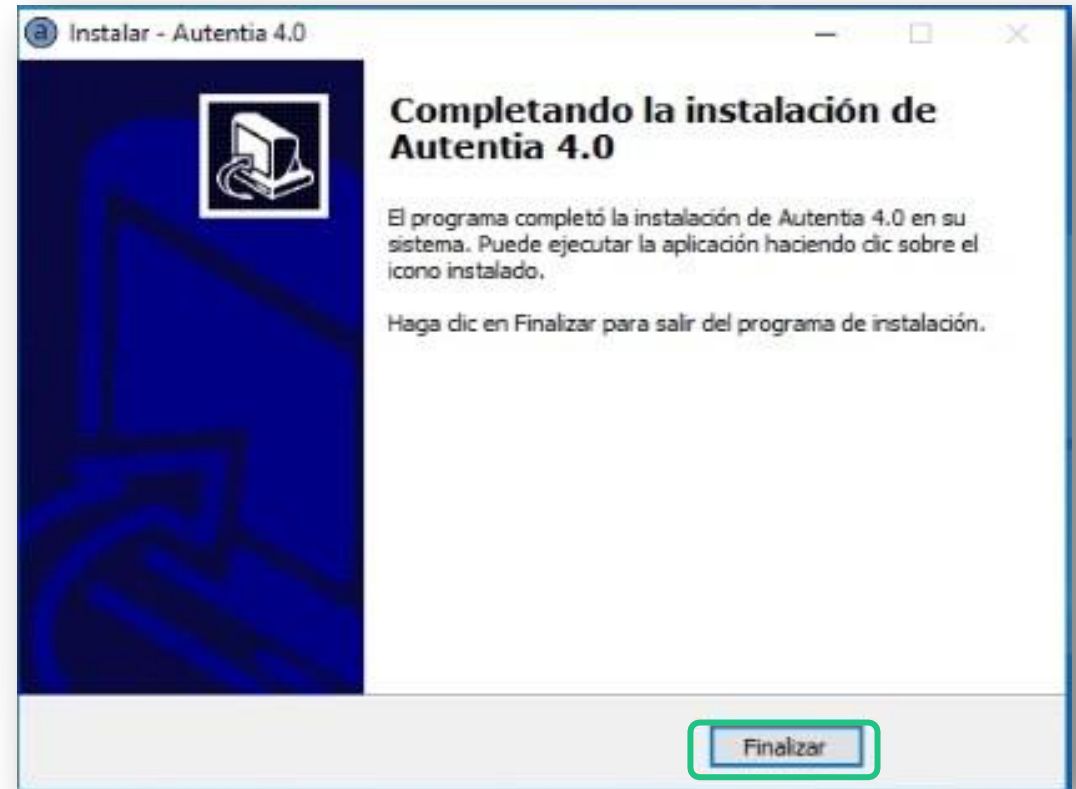 Instalar - Autentia 4.0
Completando la instalación de
Autentia 4.0
El programa completó la instalación de Autentia 4.0 en su
sistema. Puede ejecutar la aplicación haciendo clic sobre el
icono instalado.
Haga clic en Finalizar para salir del programa de instalación.
Finalizar